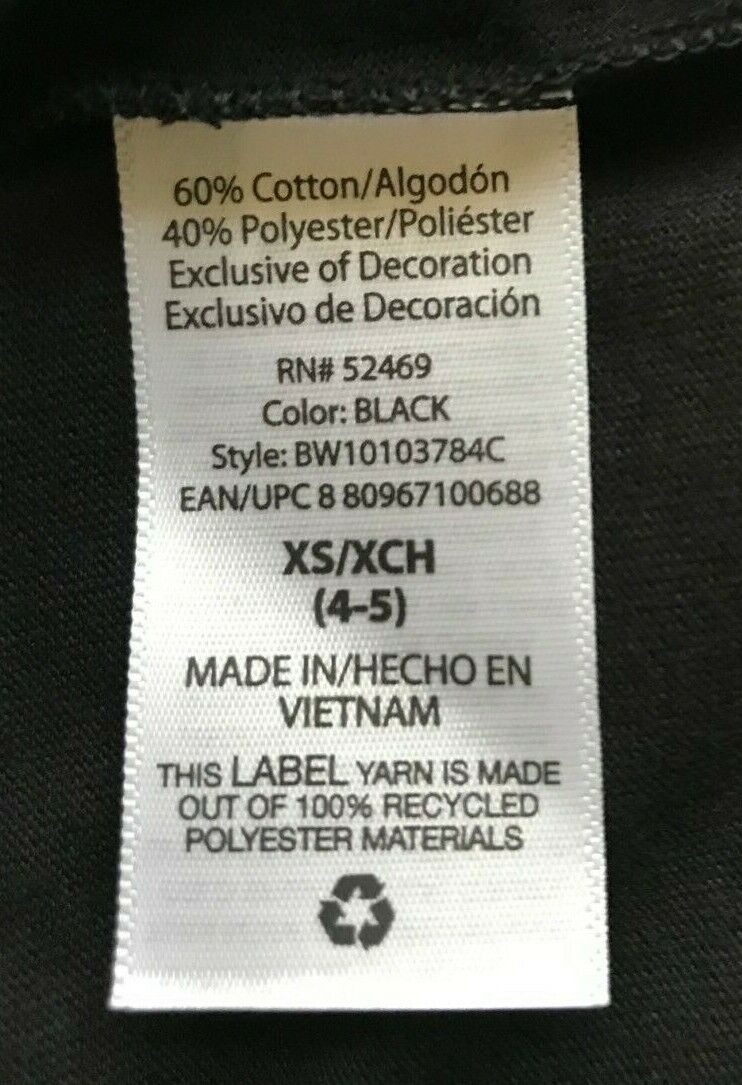 60% Cotton/Algodón
40% Polyester/Poliéster
Exclusive of Decoration
Exclusivo de Decoración
RN# 52469
Color: BLACK
Style: BW10103784C
EAN/UPC 8 80967100688
XS/XCH
(4-5)
MADE IN/HECHO EN
VIETNAM
THIS LABEL YARN IS MADE
OUT OF 100% RECYCLED
POLYESTER MATERIALS